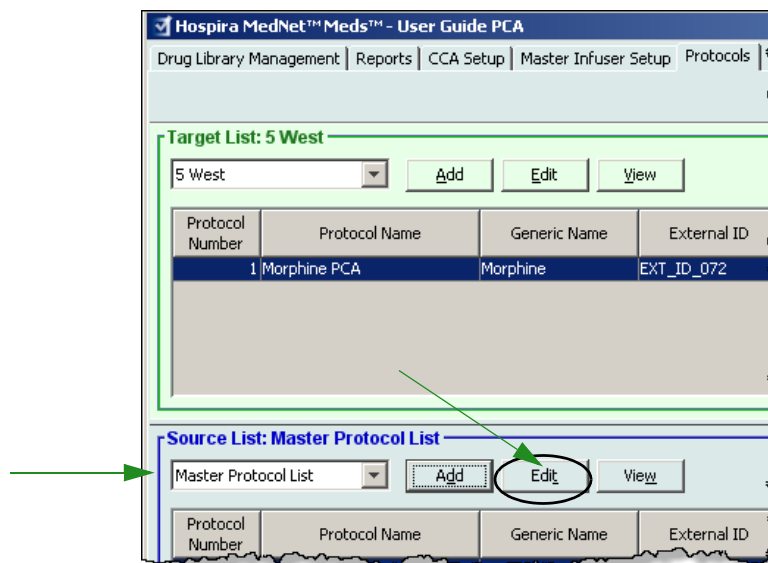 Hospira MedNet™ Meds™ - User Guide PCA
Drug Library Management Reports CCA Setup Master Infuser Setup Protocols
Target List: 5 West
5 West Add Edit View
Protocol Number Protocol Name Generic Name External ID
1 Morphine PCA Morphine EXT_ID_072
Source List: Master Protocol List
Master Protocol List Add Edit View
Protocol Number Protocol Name Generic Name External ID